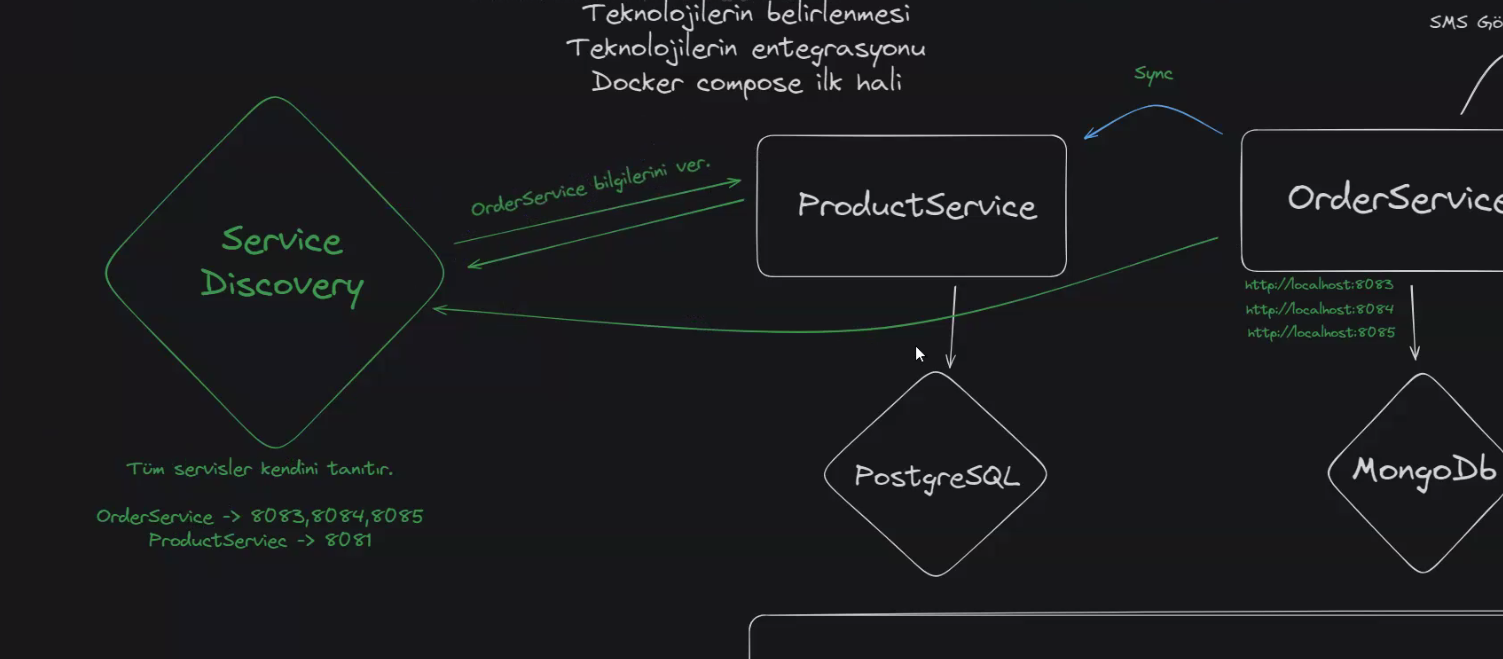 Teknolojilerin belirlenmesi
Teknolojilerin entegrasyonu
Docker compose ilk hali
SMS Gö
Sync
OrderService bilgilerini ver.
ProductService
OrderService
Service
Discovery
http://localhost:8083
http://localhost:8084
http://localhost:8085
PostgreSQL
MongoDb
Tüm servisler kendini tanıtır.
OrderService -> 8083,8084,8085
ProductServiec -> 8081